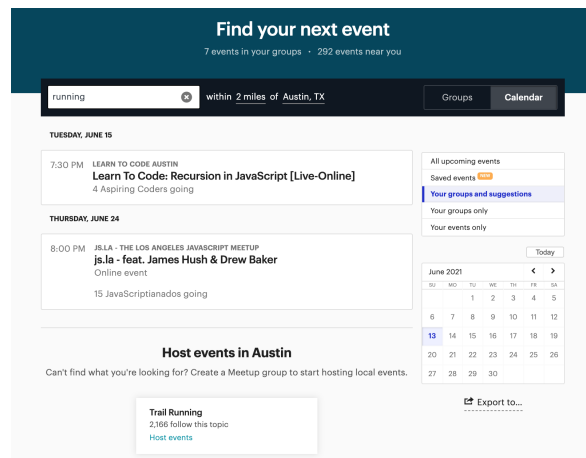 Find your next event
7 events in your groups • 292 events near you
running
within 2 miles of Austin, TX
Groups
Calendar
TUESDAY, JUNE 15
7:30 PM
LEARN TO CODE AUSTIN
Learn To Code: Recursion in JavaScript [Live-Online]
4 Aspiring Coders going
THURSDAY, JUNE 24
8:00 PM
JS.LA - THE LOS ANGELES JAVASCRIPT MEETUP
js.la - feat. James Hush & Drew Baker
Online event
15 JavaScriptianados going
Host events in Austin
Can't find what you're looking for? Create a Meetup group to start hosting local events.
Trail Running
2,166 follow this topic
Host events
All upcoming events
Saved events NEW
Your groups and suggestions
Your groups only
Your events only
Today
June 2021
SU MO TU WE TH FR SA
1 2 3 4 5
6 7 8 9 10 11 12
13 14 15 16 17 18 19
20 21 22 23 24 25 26
27 28 29 30
Export to...